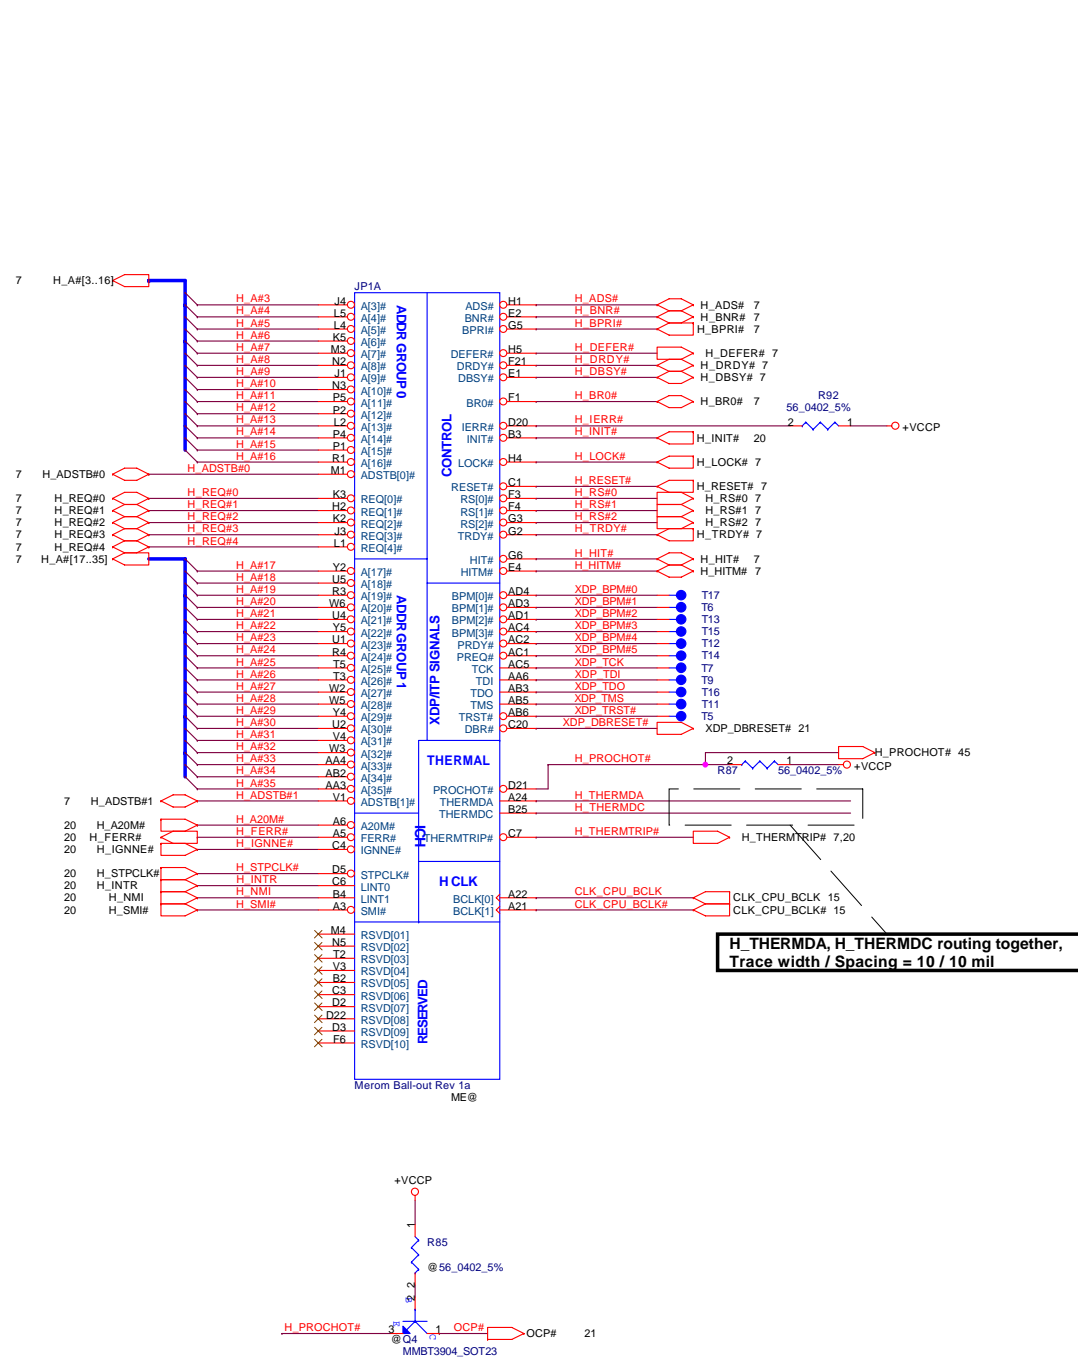 JP1A
7 H_A#[3..16]
H_A#3 J4 A[3]#
H_A#4 L5 A[4]#
H_A#5 L4 A[5]#
H_A#6 K5 A[6]#
H_A#7 M3 A[7]#
H_A#8 N2 A[8]#
H_A#9 J1 A[9]#
H_A#10 N3 A[10]#
H_A#11 P5 A[11]#
H_A#12 P2 A[12]#
H_A#13 L2 A[13]#
H_A#14 P4 A[14]#
H_A#15 P1 A[15]#
H_A#16 R1 A[16]#
7 H_ADSTB#0 H_ADSTB#0 M1 ADSTB[0]#
7 H_REQ#0 H_REQ#0 K3 REQ[0]#
7 H_REQ#1 H_REQ#1 H2 REQ[1]#
7 H_REQ#2 H_REQ#2 K2 REQ[2]#
7 H_REQ#3 H_REQ#3 J3 REQ[3]#
7 H_REQ#4 H_REQ#4 L1 REQ[4]#
ADDR GROUP 0
7 H_A#[17..35]
H_A#17 Y2 A[17]#
H_A#18 U5 A[18]#
H_A#19 R3 A[19]#
H_A#20 W6 A[20]#
H_A#21 U4 A[21]#
H_A#22 Y5 A[22]#
H_A#23 U1 A[23]#
H_A#24 R4 A[24]#
H_A#25 T5 A[25]#
H_A#26 T3 A[26]#
H_A#27 W2 A[27]#
H_A#28 W5 A[28]#
H_A#29 Y4 A[29]#
H_A#30 U2 A[30]#
H_A#31 V4 A[31]#
H_A#32 W3 A[32]#
H_A#33 AA4 A[33]#
H_A#34 AB2 A[34]#
H_A#35 AA3 A[35]#
7 H_ADSTB#1 H_ADSTB#1 V1 ADSTB[1]#
ADDR GROUP 1
20 H_A20M# H_A20M# A6 A20M#
20 H_FERR# H_FERR# A5 FERR#
20 H_IGNNE# H_IGNNE# C4 IGNNE#
20 H_STPCLK# H_STPCLK# D5 STPCLK#
20 H_INTR H_INTR C6 LINT0
20 H_NMI H_NMI B4 LINT1
20 H_SMI# H_SMI# A3 SMI#
M4 RSVD[01]
N5 RSVD[02]
T2 RSVD[03]
V3 RSVD[04]
B2 RSVD[05]
C3 RSVD[06]
D2 RSVD[07]
D22 RSVD[08]
D3 RSVD[09]
F6 RSVD[10]
RESERVED
CONTROL
ADS# H1 H_ADS# H_ADS# 7
BNR# E2 H_BNR# H_BNR# 7
BPRI# G5 H_BPRI# H_BPRI# 7
DEFER# H5 H_DEFER# H_DEFER# 7
DRDY# F21 H_DRDY# H_DRDY# 7
DBSY# E1 H_DBSY# H_DBSY# 7
BR0# F1 H_BR0# H_BR0# 7
R92
56_0402_5%
IERR# D20 H_IERR# 2 1 +VCCP
INIT# B3 H_INIT# H_INIT# 20
LOCK# H4 H_LOCK# H_LOCK# 7
RESET# C1 H_RESET# H_RESET# 7
RS[0]# F3 H_RS#0 H_RS#0 7
RS[1]# F4 H_RS#1 H_RS#1 7
RS[2]# G3 H_RS#2 H_RS#2 7
TRDY# G2 H_TRDY# H_TRDY# 7
HIT# G6 H_HIT# H_HIT# 7
HITM# E4 H_HITM# H_HITM# 7
XDP/ITP SIGNALS
BPM[0]# AD4 XDP_BPM#0 T17
BPM[1]# AD3 XDP_BPM#1 T6
BPM[2]# AD1 XDP_BPM#2 T13
BPM[3]# AC4 XDP_BPM#3 T15
PRDY# AC2 XDP_BPM#4 T12
PREQ# AC1 XDP_BPM#5 T14
TCK AC5 XDP_TCK T7
TDI AA6 XDP_TDI T9
TDO AB3 XDP_TDO T16
TMS AB5 XDP_TMS T11
TRST# AB6 XDP_TRST# T5
DBR# C20 XDP_DBRESET# XDP_DBRESET# 21
THERMAL
H_PROCHOT# H_PROCHOT# 45
R87 2 1 56_0402_5% +VCCP
PROCHOT# D21
THERMDA A24 H_THERMDA
THERMDC B25 H_THERMDC
ICH
THERMTRIP# C7 H_THERMTRIP# H_THERMTRIP# 7,20
H CLK
BCLK[0] A22 CLK_CPU_BCLK CLK_CPU_BCLK 15
BCLK[1] A21 CLK_CPU_BCLK# CLK_CPU_BCLK# 15
H_THERMDA, H_THERMDC routing together,
Trace width / Spacing = 10 / 10 mil
Merom Ball-out Rev 1a
ME@
+VCCP
1
R85
@56_0402_5%
2
2
B
H_PROCHOT# 3 E C 1 OCP# OCP# 21
@Q4
MMBT3904_SOT23